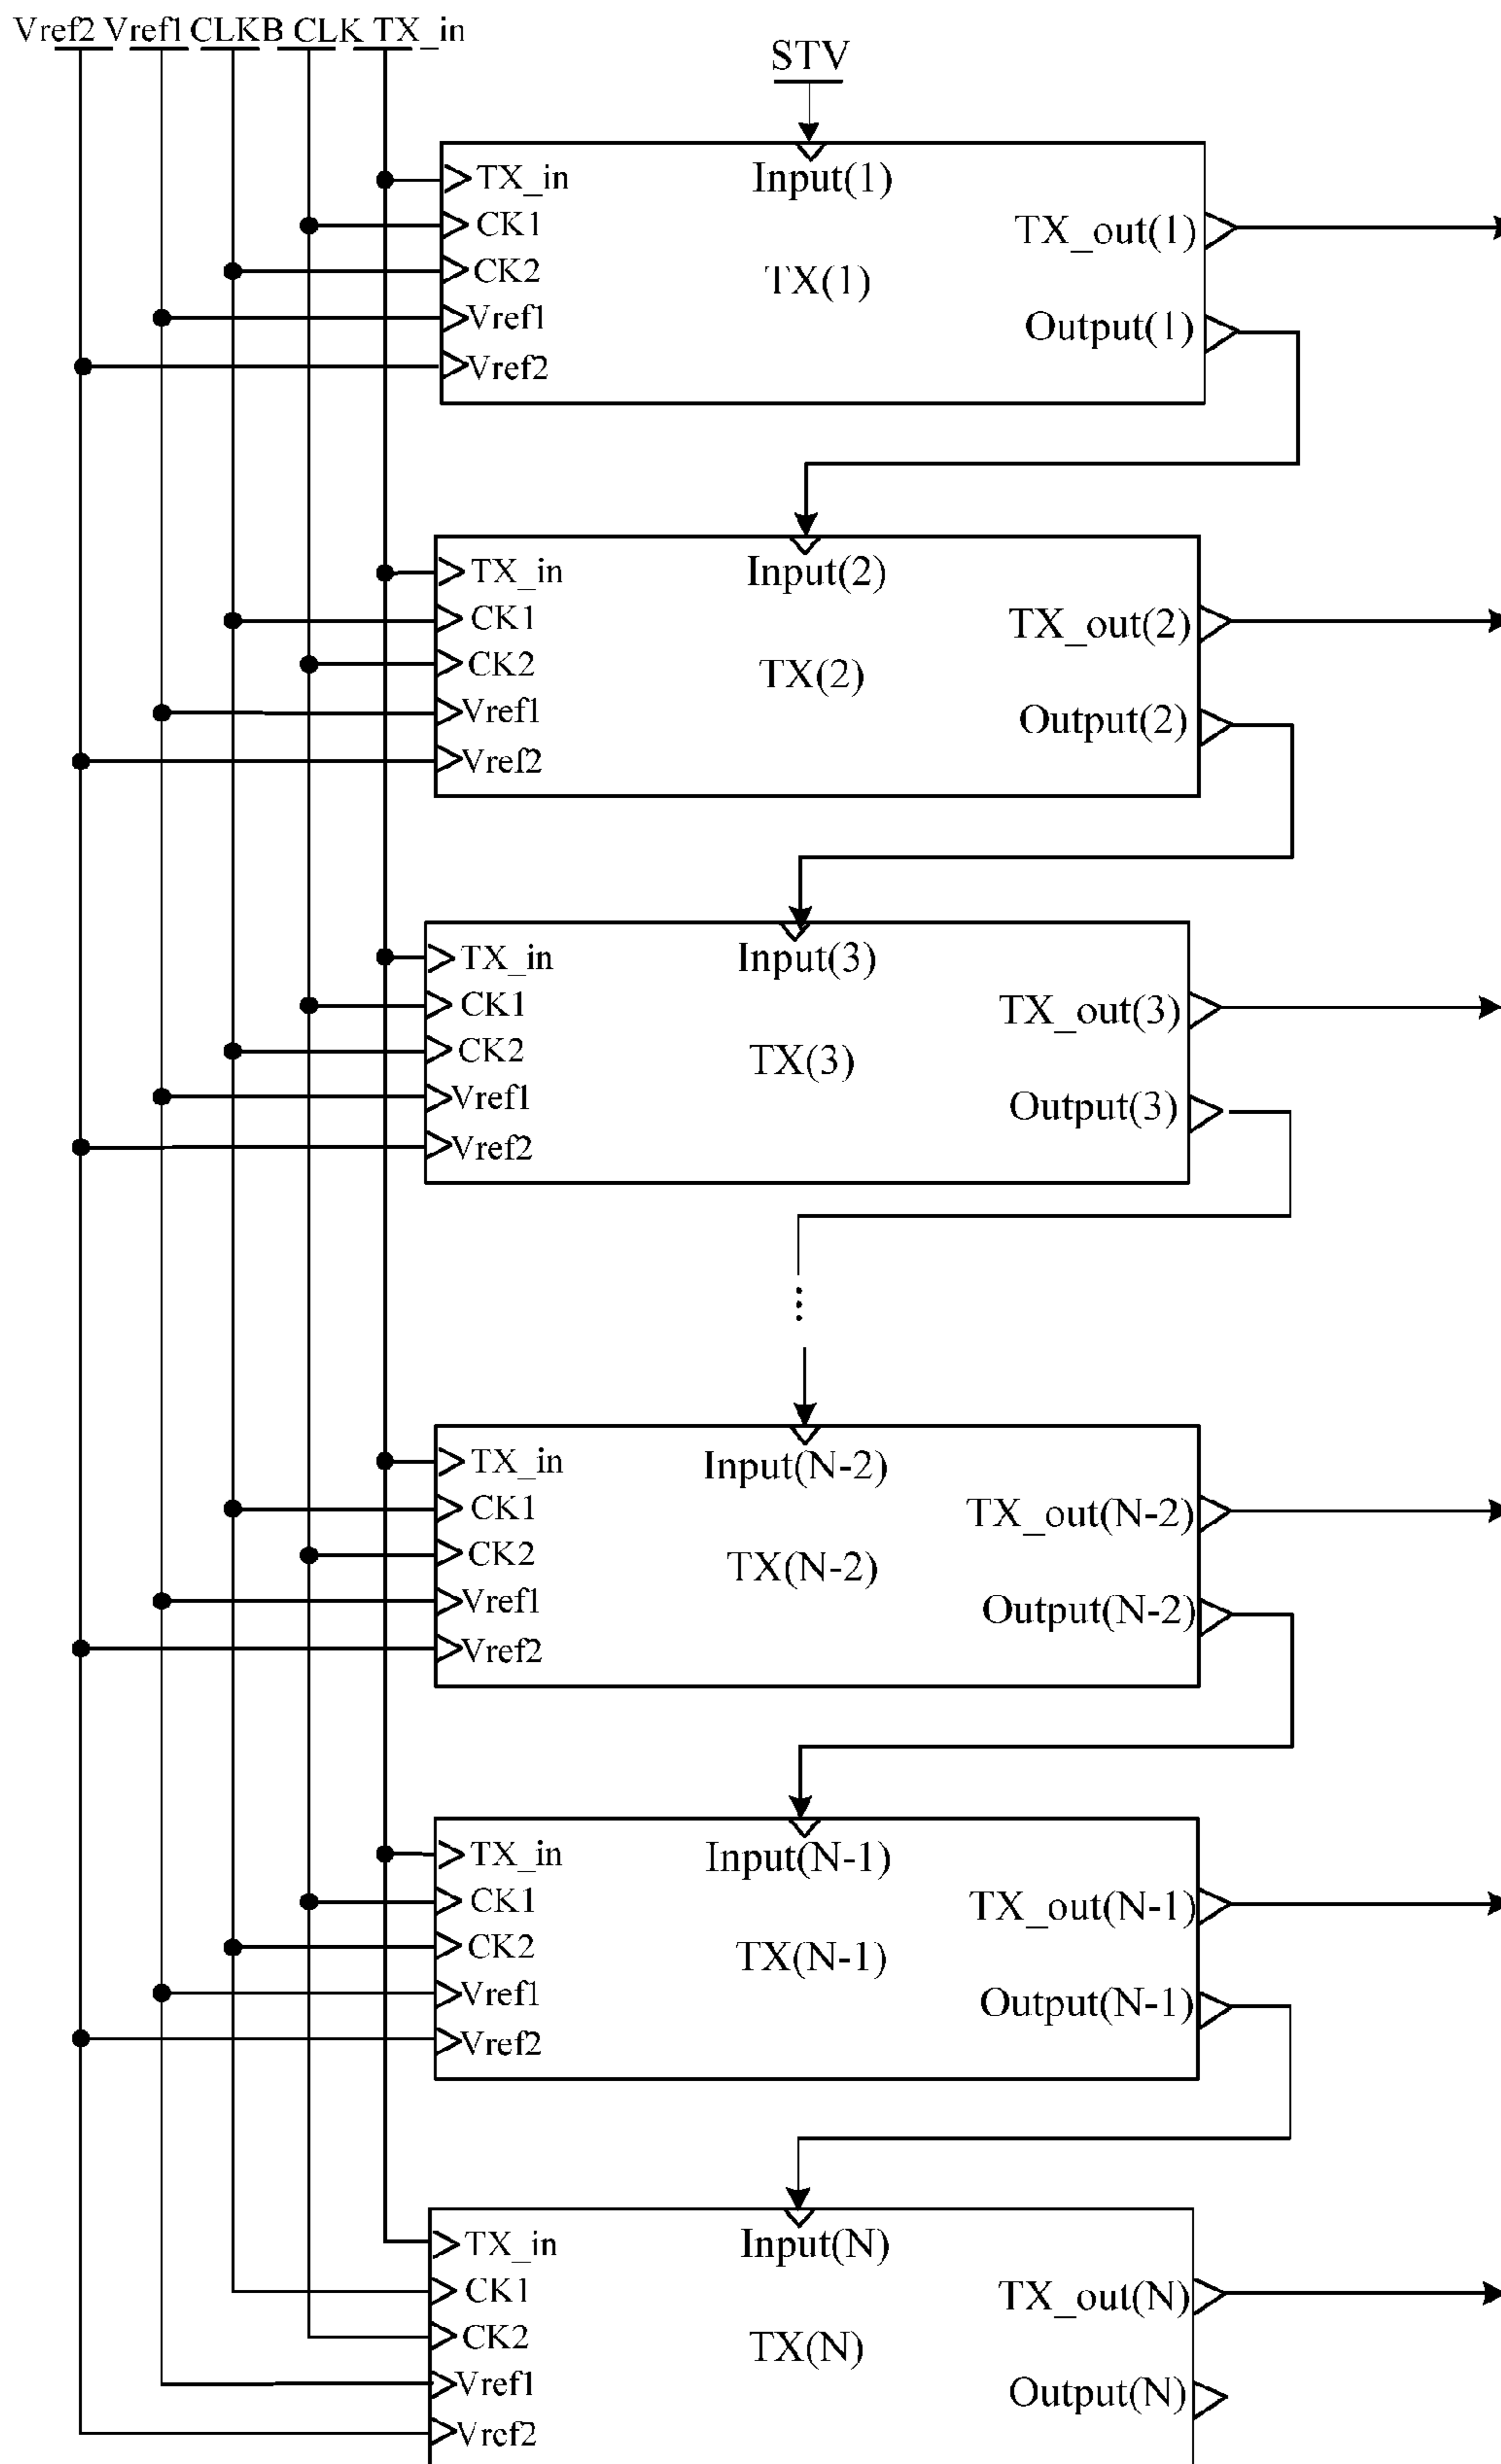 Vref2 Vref1 CLKB CLK TX_in
STV
TX_in
CK1
CK2
Vref1
Vref2
Input(1)
TX(1)
TX_out(1)
Output(1)
TX_in
CK1
CK2
Vref1
Vref2
Input(2)
TX(2)
TX_out(2)
Output(2)
TX_in
CK1
CK2
Vref1
Vref2
Input(3)
TX(3)
TX_out(3)
Output(3)
TX_in
CK1
CK2
Vref1
Vref2
Input(N-2)
TX(N-2)
TX_out(N-2)
Output(N-2)
TX_in
CK1
CK2
Vref1
Vref2
Input(N-1)
TX(N-1)
TX_out(N-1)
Output(N-1)
TX_in
CK1
CK2
Vref1
Vref2
Input(N)
TX(N)
TX_out(N)
Output(N)